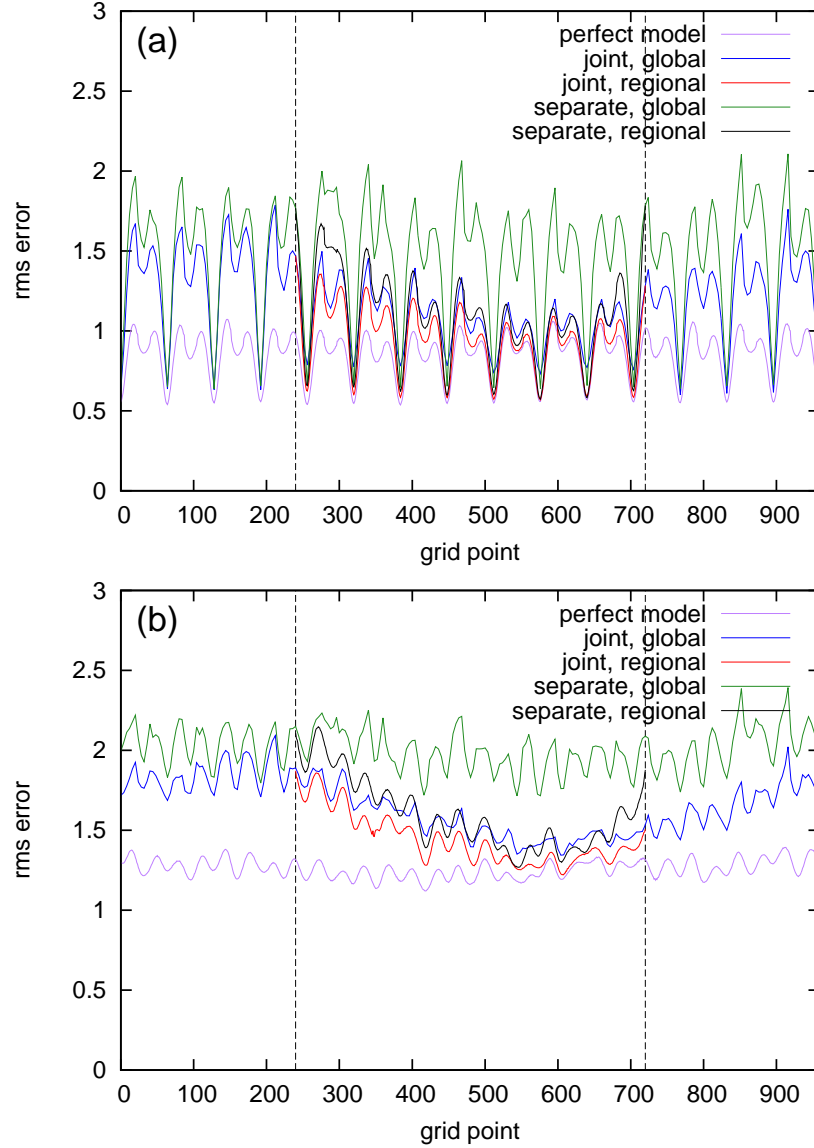 (a)
perfect model
joint, global
joint, regional
separate, global
separate, regional
3
2.5
2
1.5
1
0.5
0
rms error
0 100 200 300 400 500 600 700 800 900
grid point
(b)
perfect model
joint, global
joint, regional
separate, global
separate, regional
3
2.5
2
1.5
1
0.5
0
rms error
0 100 200 300 400 500 600 700 800 900
grid point